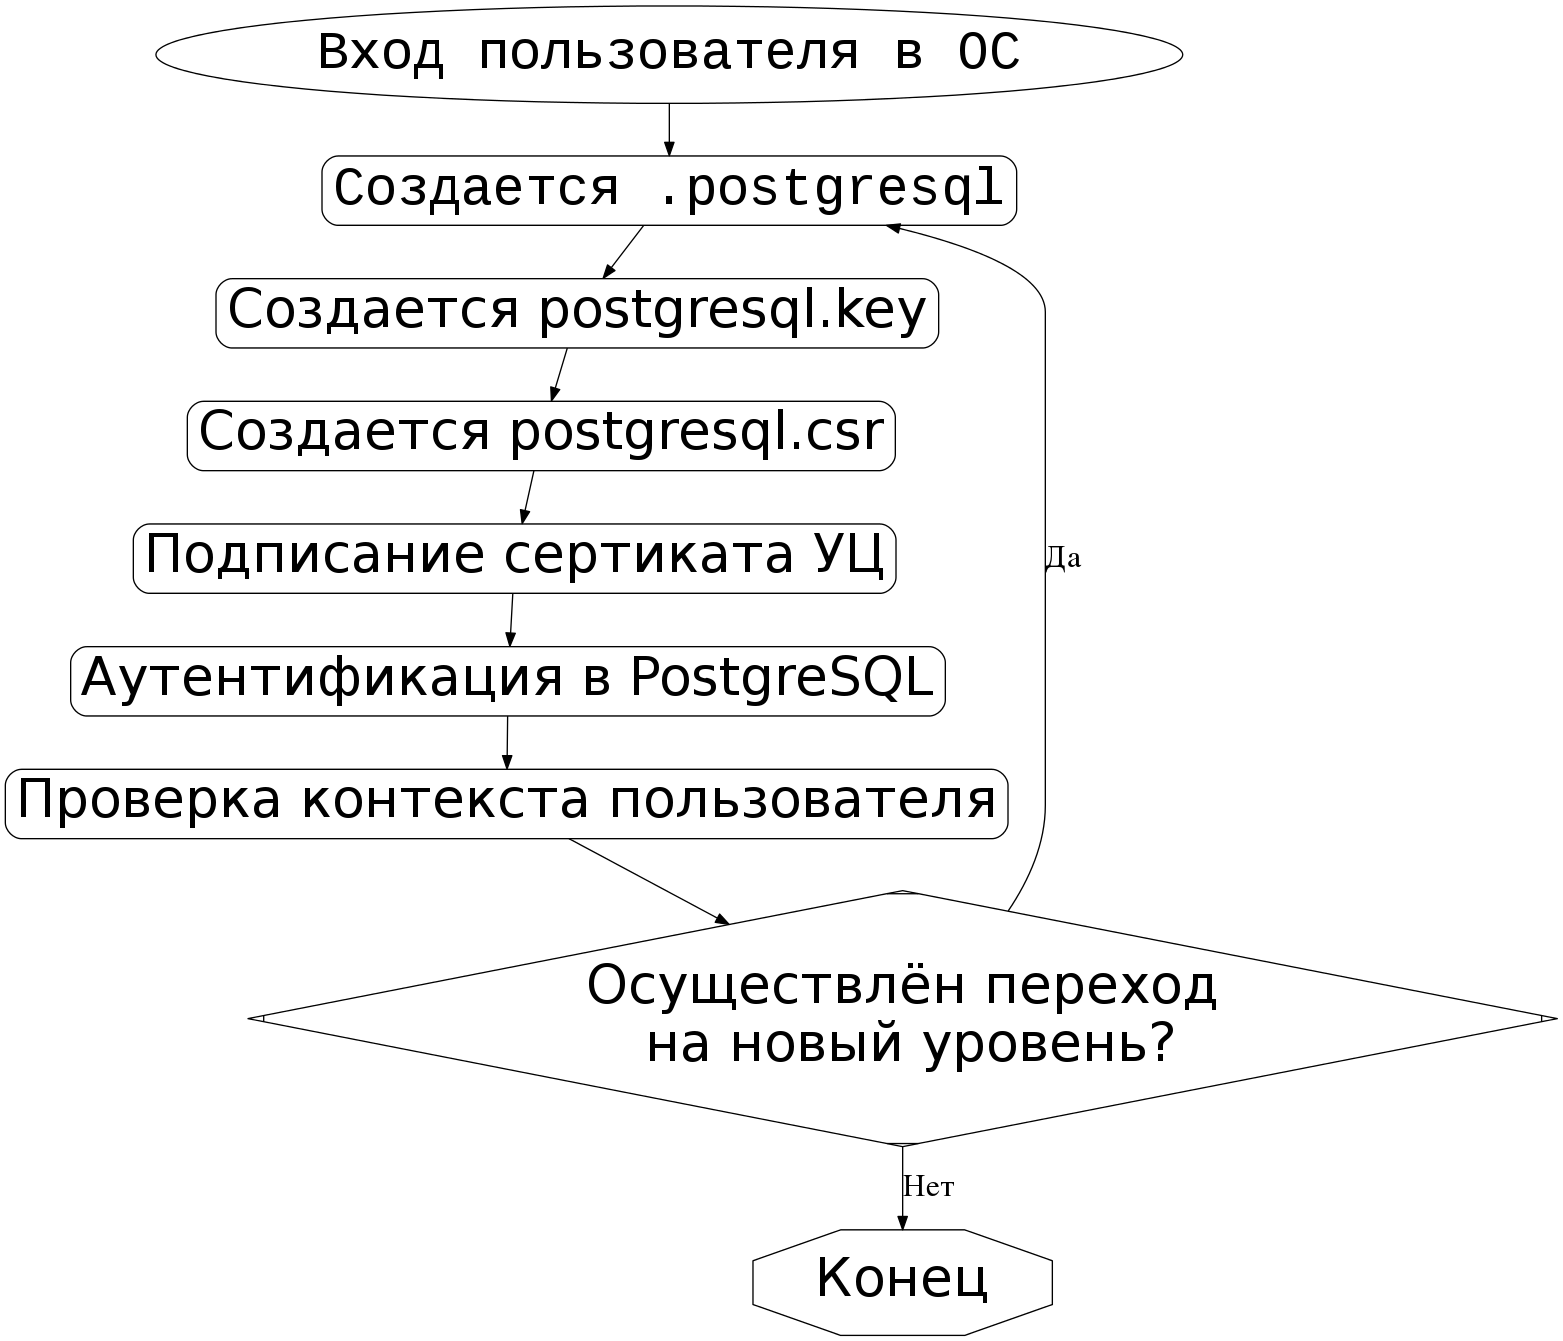 Вход пользователя в ОС
Создается .postgresql
Создается postgresql.key
Создается postgresql.csr
Подписание сертиката УЦ
Да
Аутентификация в PostgreSQL
Проверка контекста пользователя
Осуществлён переход
на новый уровень?
Нет
Конец